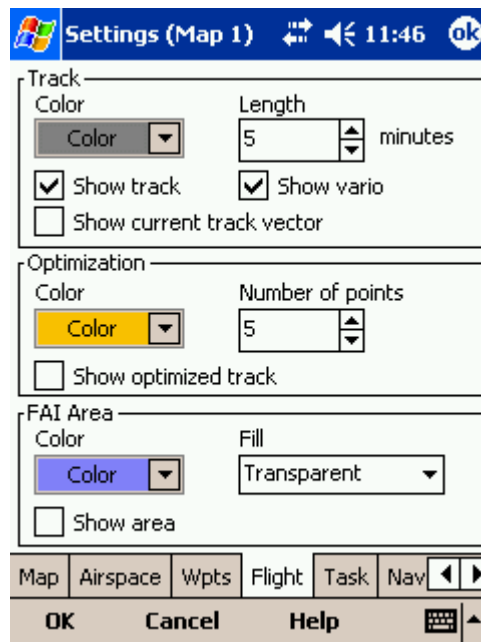 Settings (Map 1) 11:46 ok
Track
Color Length
Color 5 minutes
Show track Show vario
Show current track vector
Optimization
Color Number of points
Color 5
Show optimized track
FAI Area
Color Fill
Color Transparent
Show area
Map Airspace Wpts Flight Task Nav
OK Cancel Help